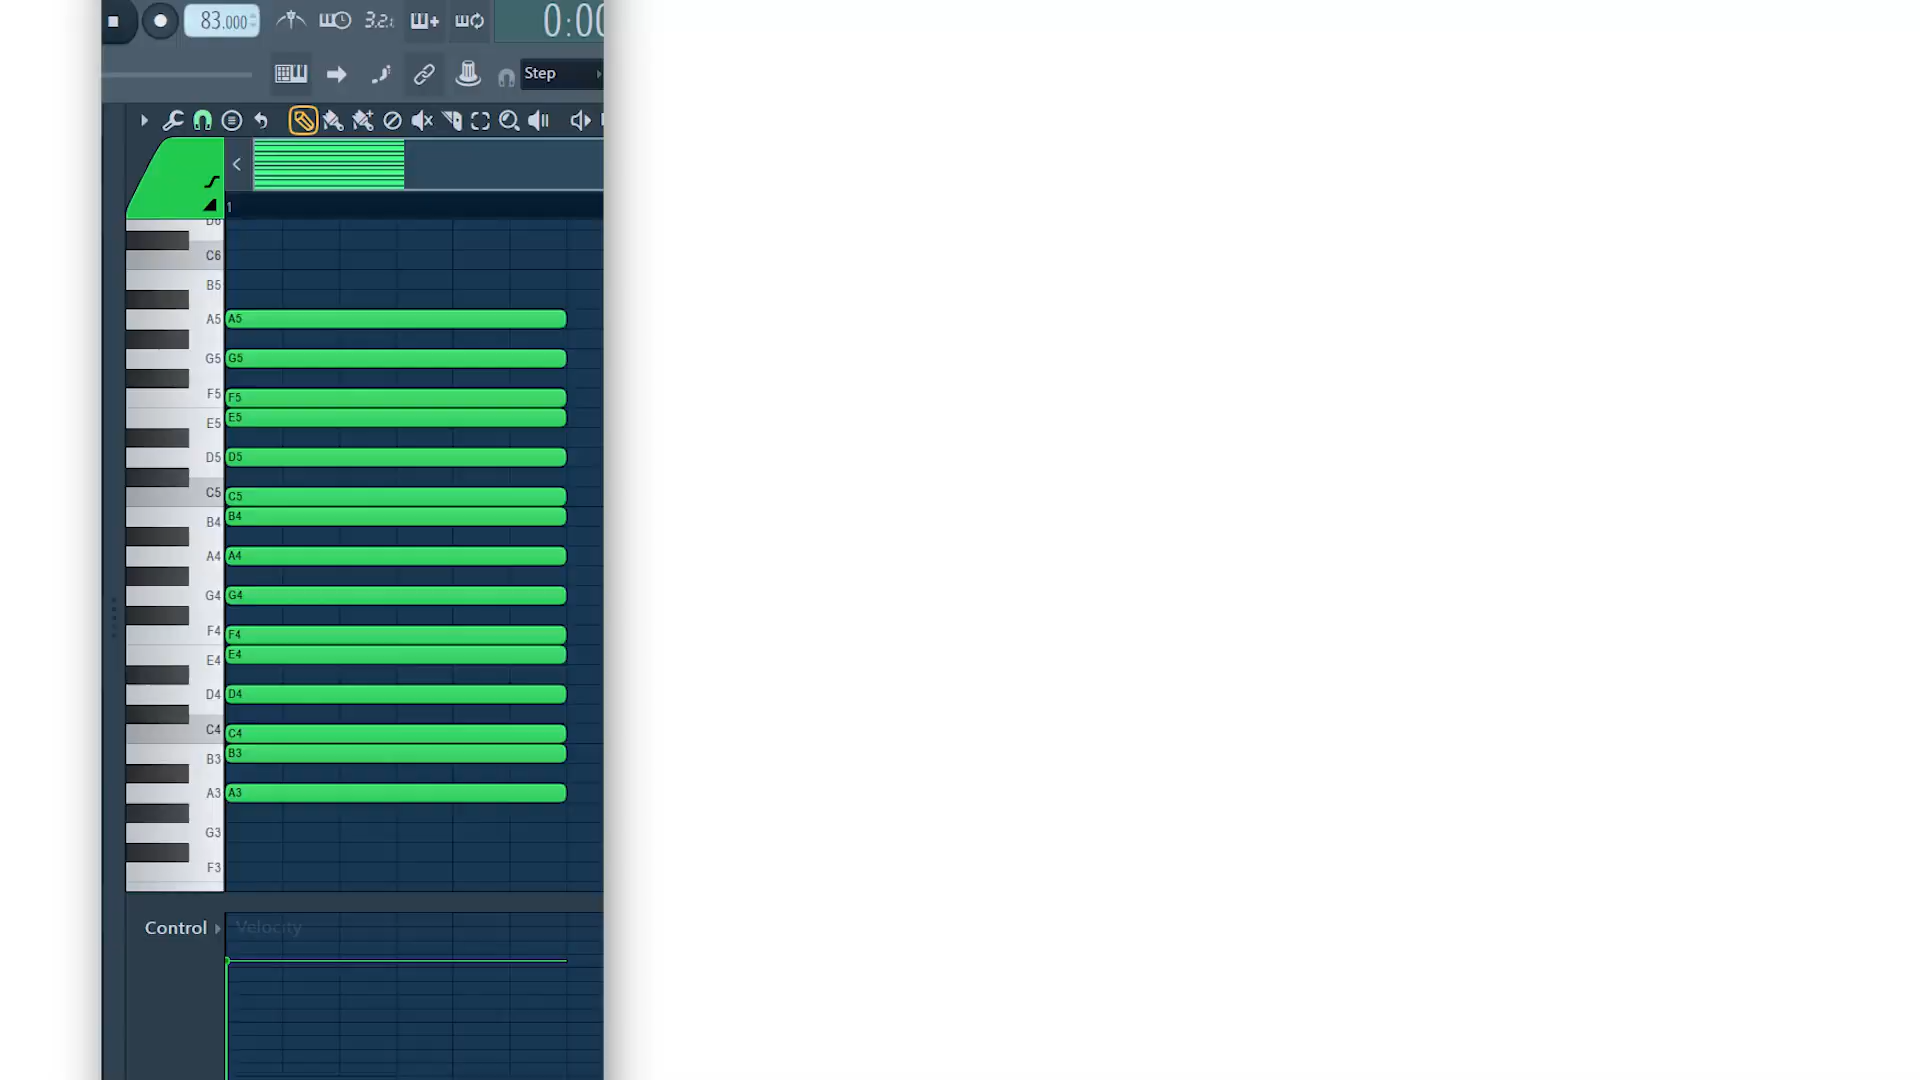 83.000
3.2.
0:00
Step
1
D6
C6
B5
A5 A5
G5 G5
F5 F5
E5 E5
D5 D5
C5 C5
B4 B4
A4 A4
G4 G4
F4 F4
E4 E4
D4 D4
C4 C4
B3 B3
A3 A3
G3
F3
Control Velocity